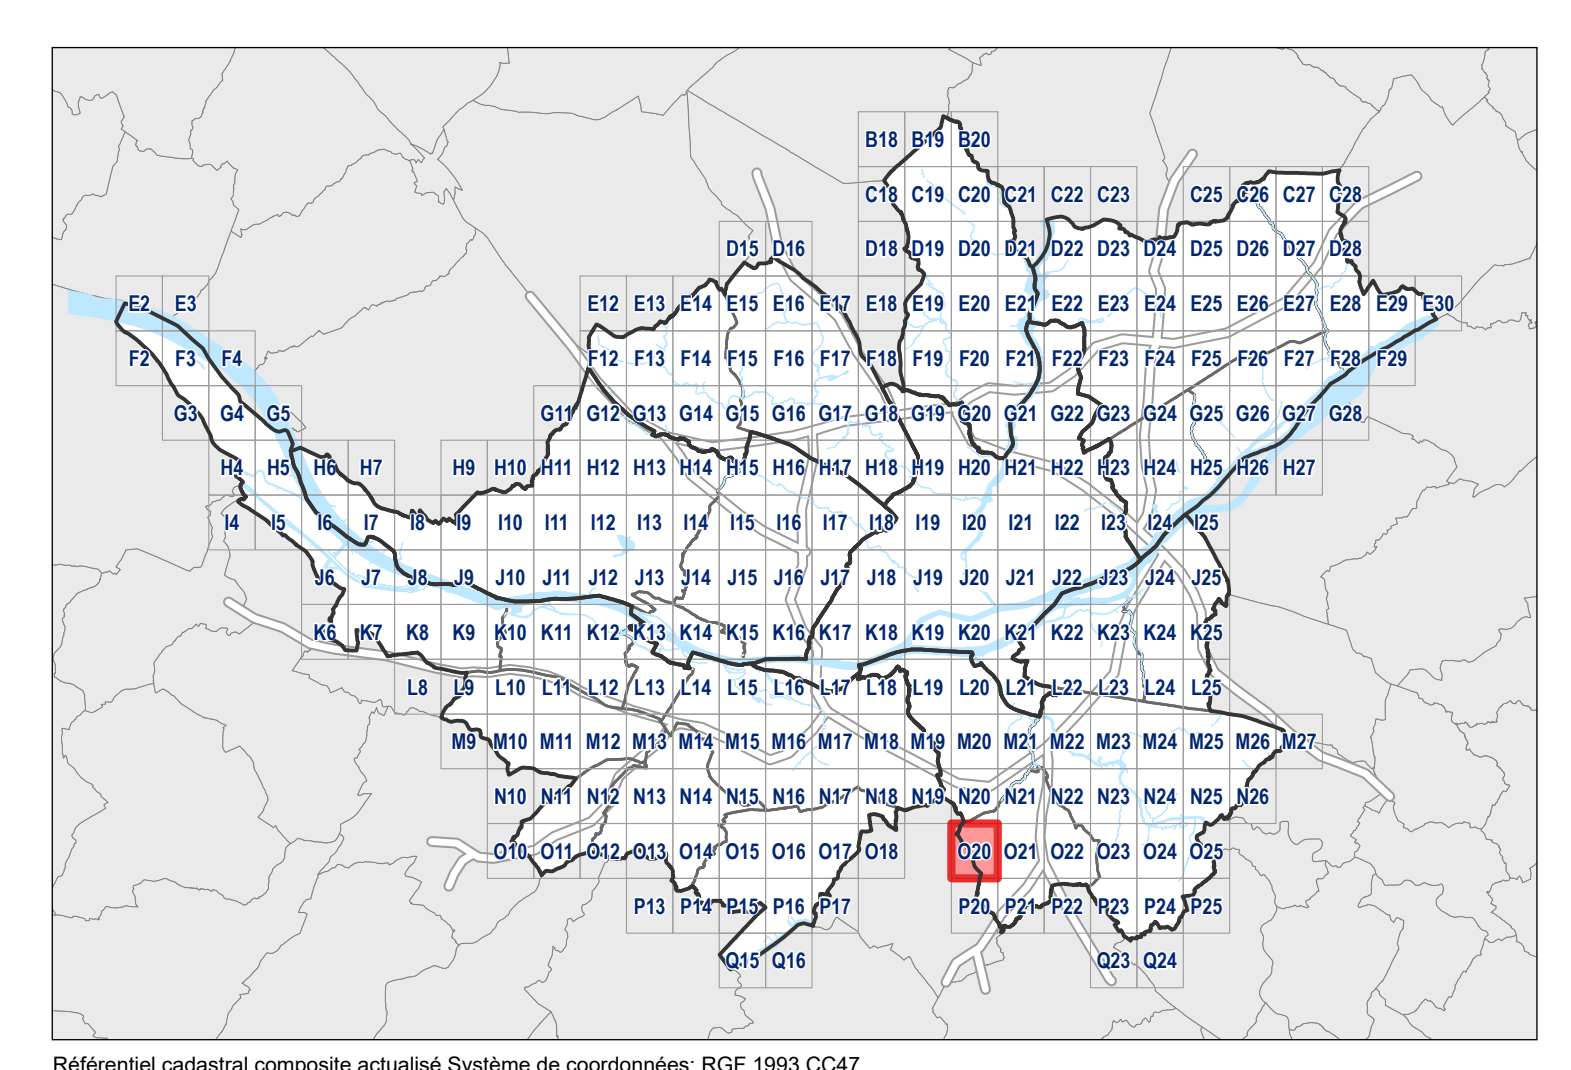 B18 B19 B20
C18 C19 C20 C21 C22 C23 C25 C26 C27 C28
D15 D16 D18 D19 D20 D21 D22 D23 D24 D25 D26 D27 D28
E2 E3 E12 E13 E14 E15 E16 E17 E18 E19 E20 E21 E22 E23 E24 E25 E26 E27 E28 E29 E30
F2 F3 F4 F12 F13 F14 F15 F16 F17 F18 F19 F20 F21 F22 F23 F24 F25 F26 F27 F28 F29
G3 G4 G5 G11 G12 G13 G14 G15 G16 G17 G18 G19 G20 G21 G22 G23 G24 G25 G26 G27 G28
H4 H5 H6 H7 H9 H10 H11 H12 H13 H14 H15 H16 H17 H18 H19 H20 H21 H22 H23 H24 H25 H26 H27
I4 I5 I6 I7 I8 I9 I10 I11 I12 I13 I14 I15 I16 I17 I18 I19 I20 I21 I22 I23 I24 I25
J6 J7 J8 J9 J10 J11 J12 J13 J14 J15 J16 J17 J18 J19 J20 J21 J22 J23 J24 J25
K6 K7 K8 K9 K10 K11 K12 K13 K14 K15 K16 K17 K18 K19 K20 K21 K22 K23 K24 K25
L8 L9 L10 L11 L12 L13 L14 L15 L16 L17 L18 L19 L20 L21 L22 L23 L24 L25
M9 M10 M11 M12 M13 M14 M15 M16 M17 M18 M19 M20 M21 M22 M23 M24 M25 M26 M27
N10 N11 N12 N13 N14 N15 N16 N17 N18 N19 N20 N21 N22 N23 N24 N25 N26
O10 O11 O12 O13 O14 O15 O16 O17 O18 O20 O21 O22 O23 O24 O25
P13 P14 P15 P16 P17 P20 P21 P22 P23 P24 P25
Q15 Q16 Q23 Q24
Référentiel cadastral composite actualisé Système de coordonnées: RGF 1993 CC47